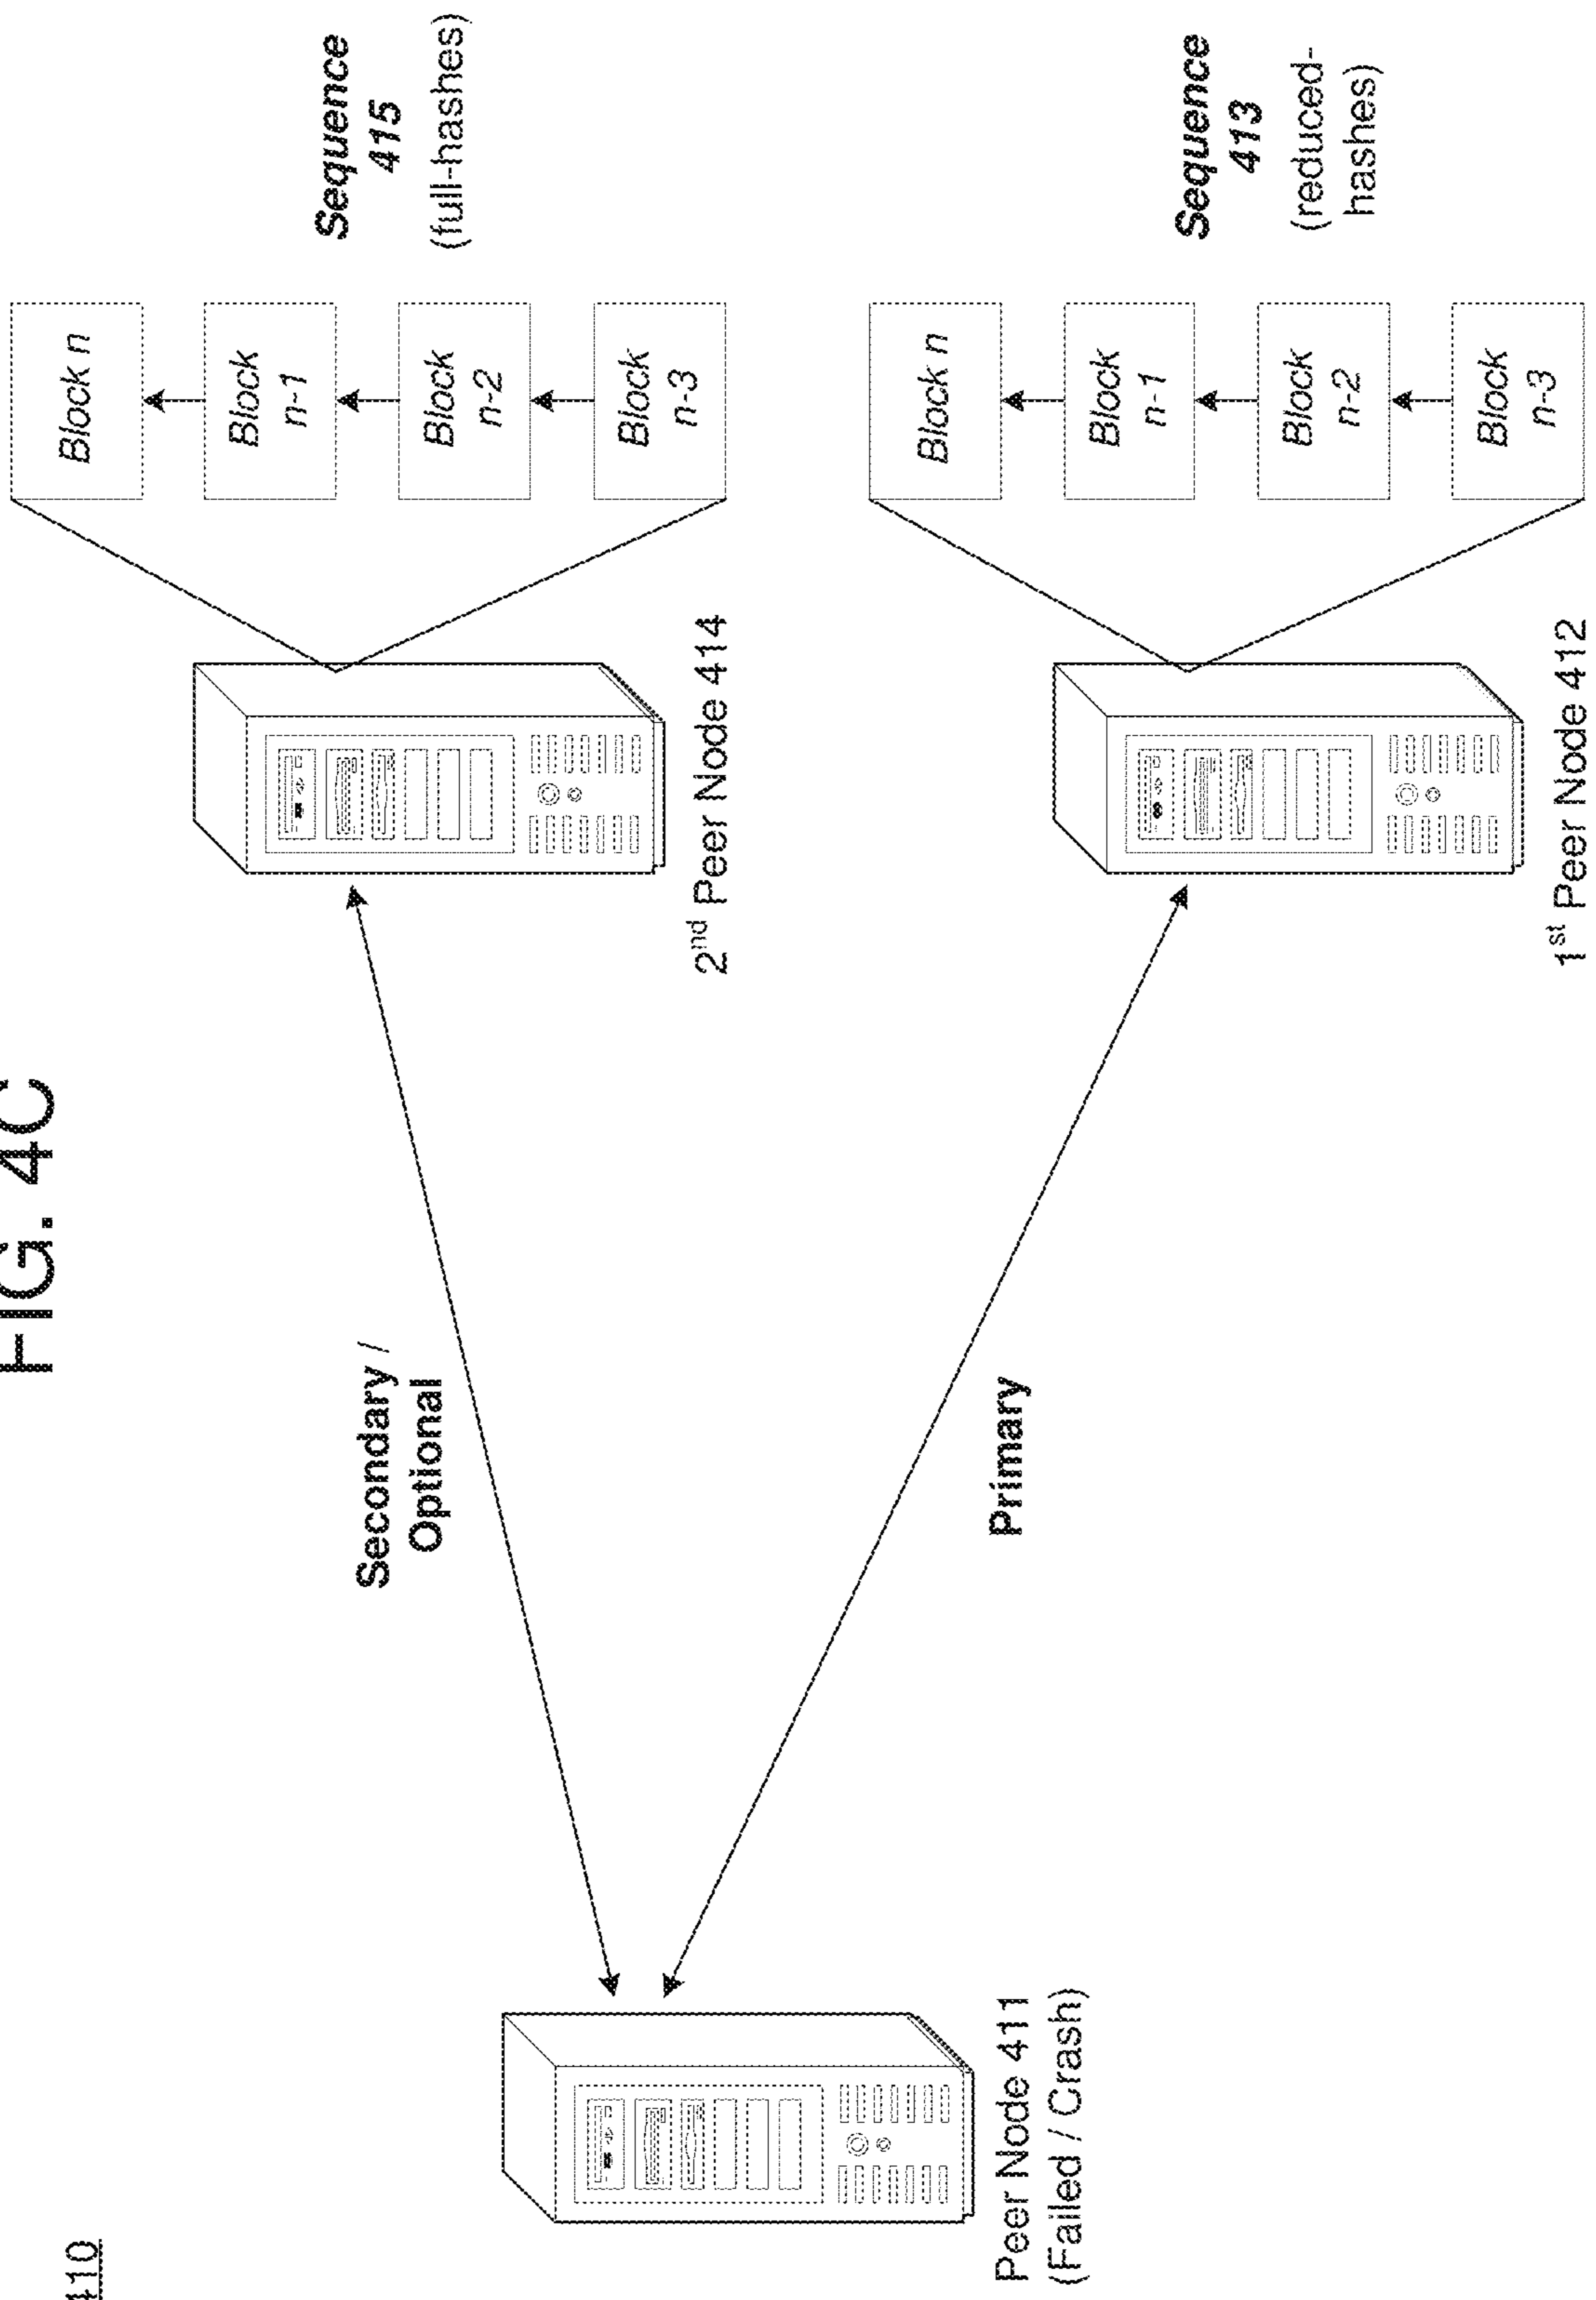 FIG. 4C
410
Peer Node 411
(Failed / Crash)
Secondary /
Optional
Primary
2nd Peer Node 414
Block n
Block
n-1
Block
n-2
Block
n-3
Sequence
415
(full-hashes)
1st Peer Node 412
Block n
Block
n-1
Block
n-2
Block
n-3
Sequence
413
(reduced-
hashes)